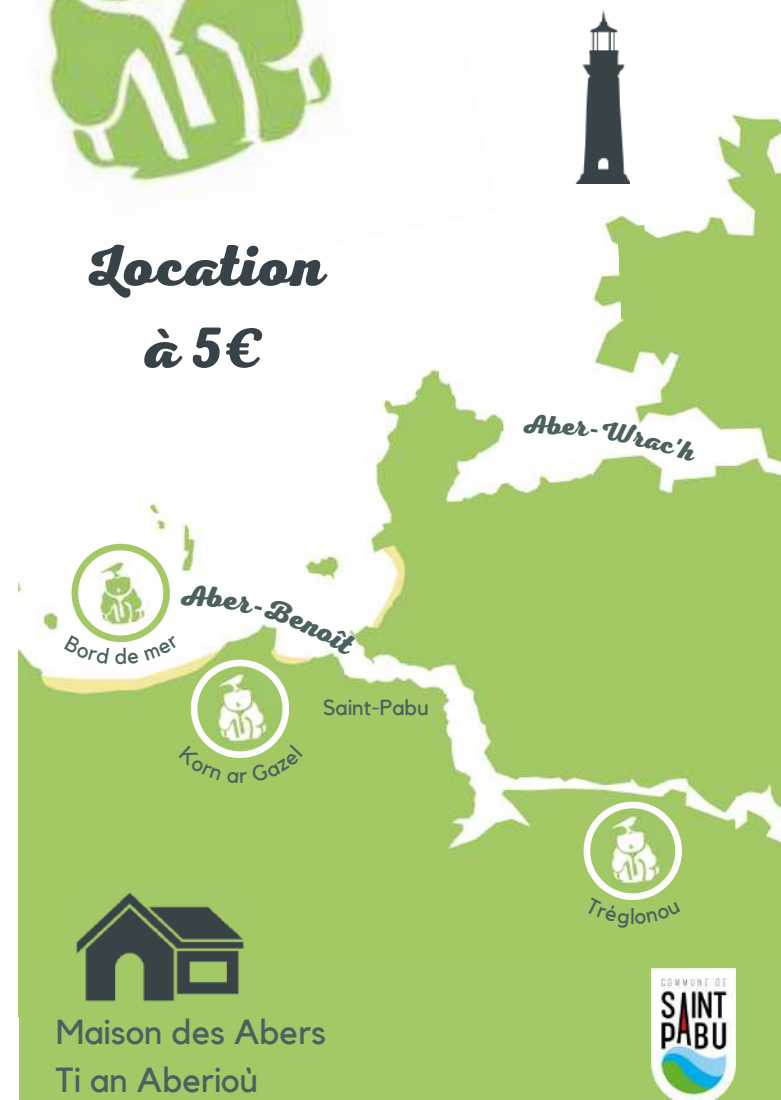 Location
à 5€
Aber-Wrac'h
Aber-Benoît
Bord de mer
Saint-Pabu
Korn ar Gazel
Tréglonou
Maison des Abers
Ti an Aberioù
COMMUNE DE
SAINT
PABU